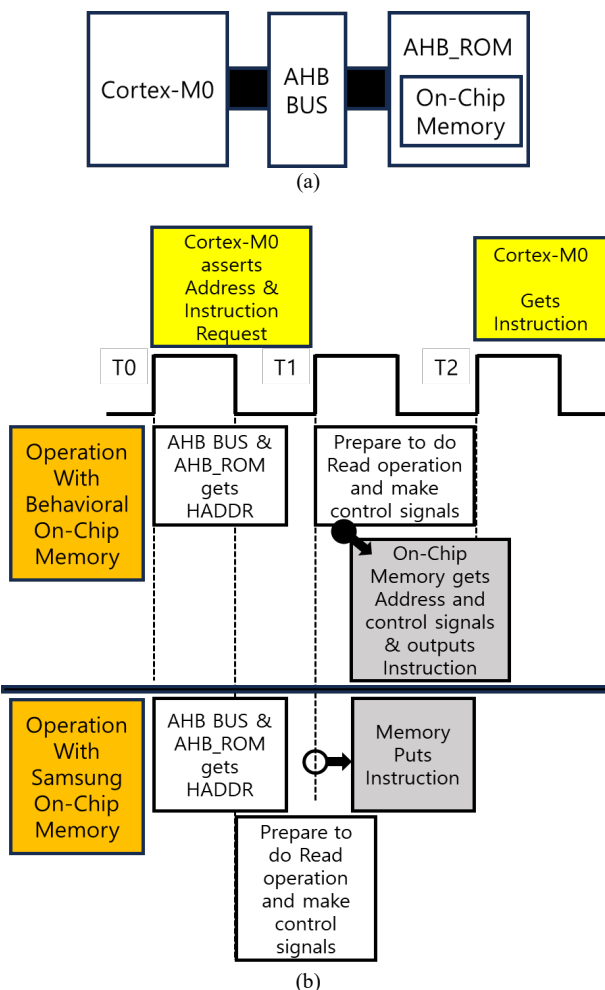 Cortex-M0
AHB
BUS
AHB_ROM
On-Chip
Memory
(a)
Cortex-M0
asserts
Address &
Instruction
Request
Cortex-M0
Gets
Instruction
T0
T1
T2
Operation
With
Behavioral
On-Chip
Memory
AHB BUS &
AHB_ROM
gets
HADDR
Prepare to do
Read operation
and make
control signals
On-Chip
Memory gets
Address and
control signals
& outputs
Instruction
Operation
With
Samsung
On-Chip
Memory
AHB BUS &
AHB_ROM
gets
HADDR
Memory
Puts
Instruction
Prepare to
do Read
operation
and make
control
signals
(b)